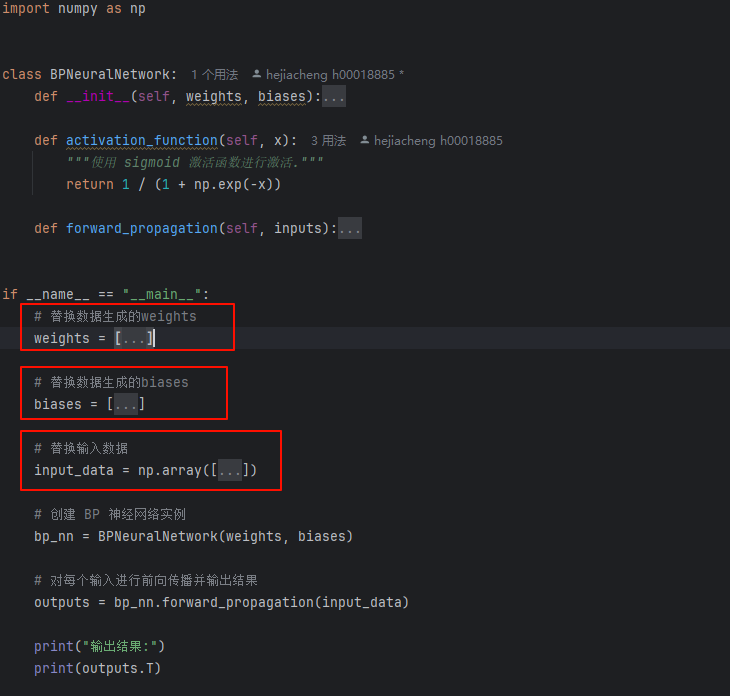 import numpy as np
class BPNeuralNetwork: 1 个用法 hejiacheng h00018885 *
def __init__(self, weights, biases):...
def activation_function(self, x): 3 用法 hejiacheng h00018885
"""使用 sigmoid 激活函数进行激活."""
return 1 / (1 + np.exp(-x))
def forward_propagation(self, inputs):...
if __name__ == "__main__":
# 替换数据生成的weights
weights = [...]
# 替换数据生成的biases
biases = [...]
# 替换输入数据
input_data = np.array([...])
# 创建 BP 神经网络实例
bp_nn = BPNeuralNetwork(weights, biases)
# 对每个输入进行前向传播并输出结果
outputs = bp_nn.forward_propagation(input_data)
print("输出结果:")
print(outputs.T)